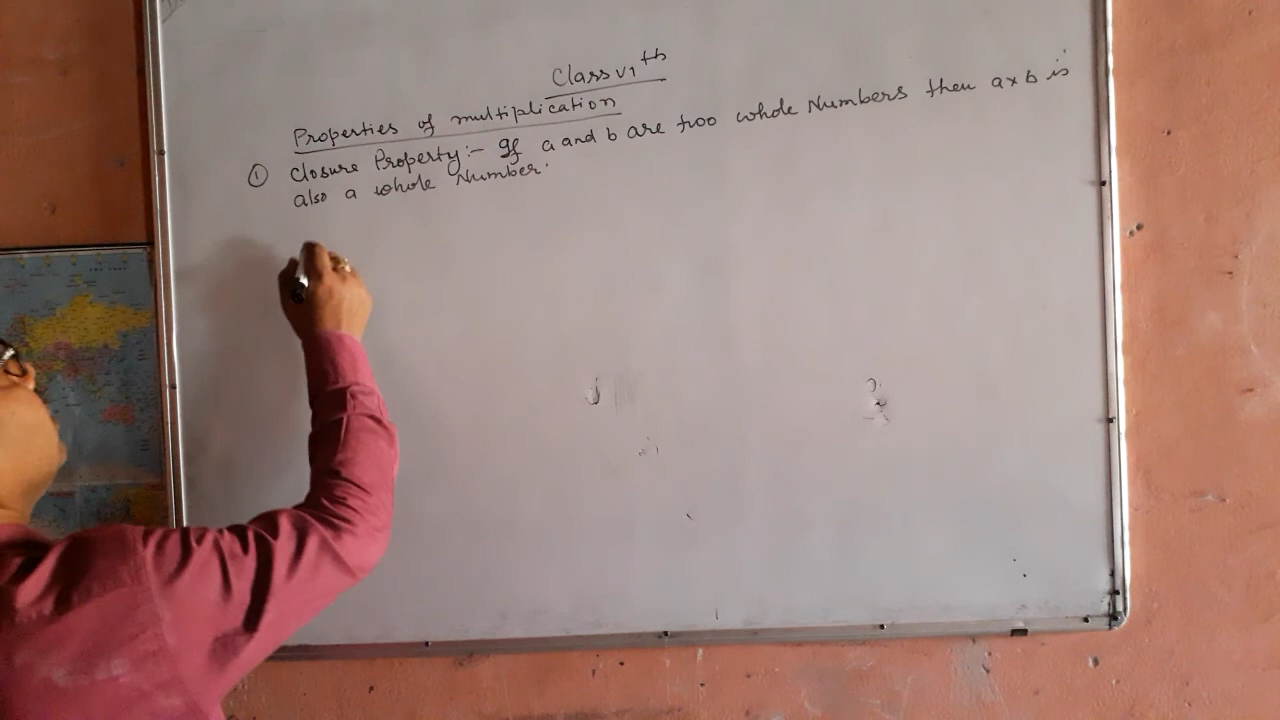 Class VI th
Properties of multiplication
① Closure Property:- If a and b are two whole Numbers then a×b is
also a whole Number.